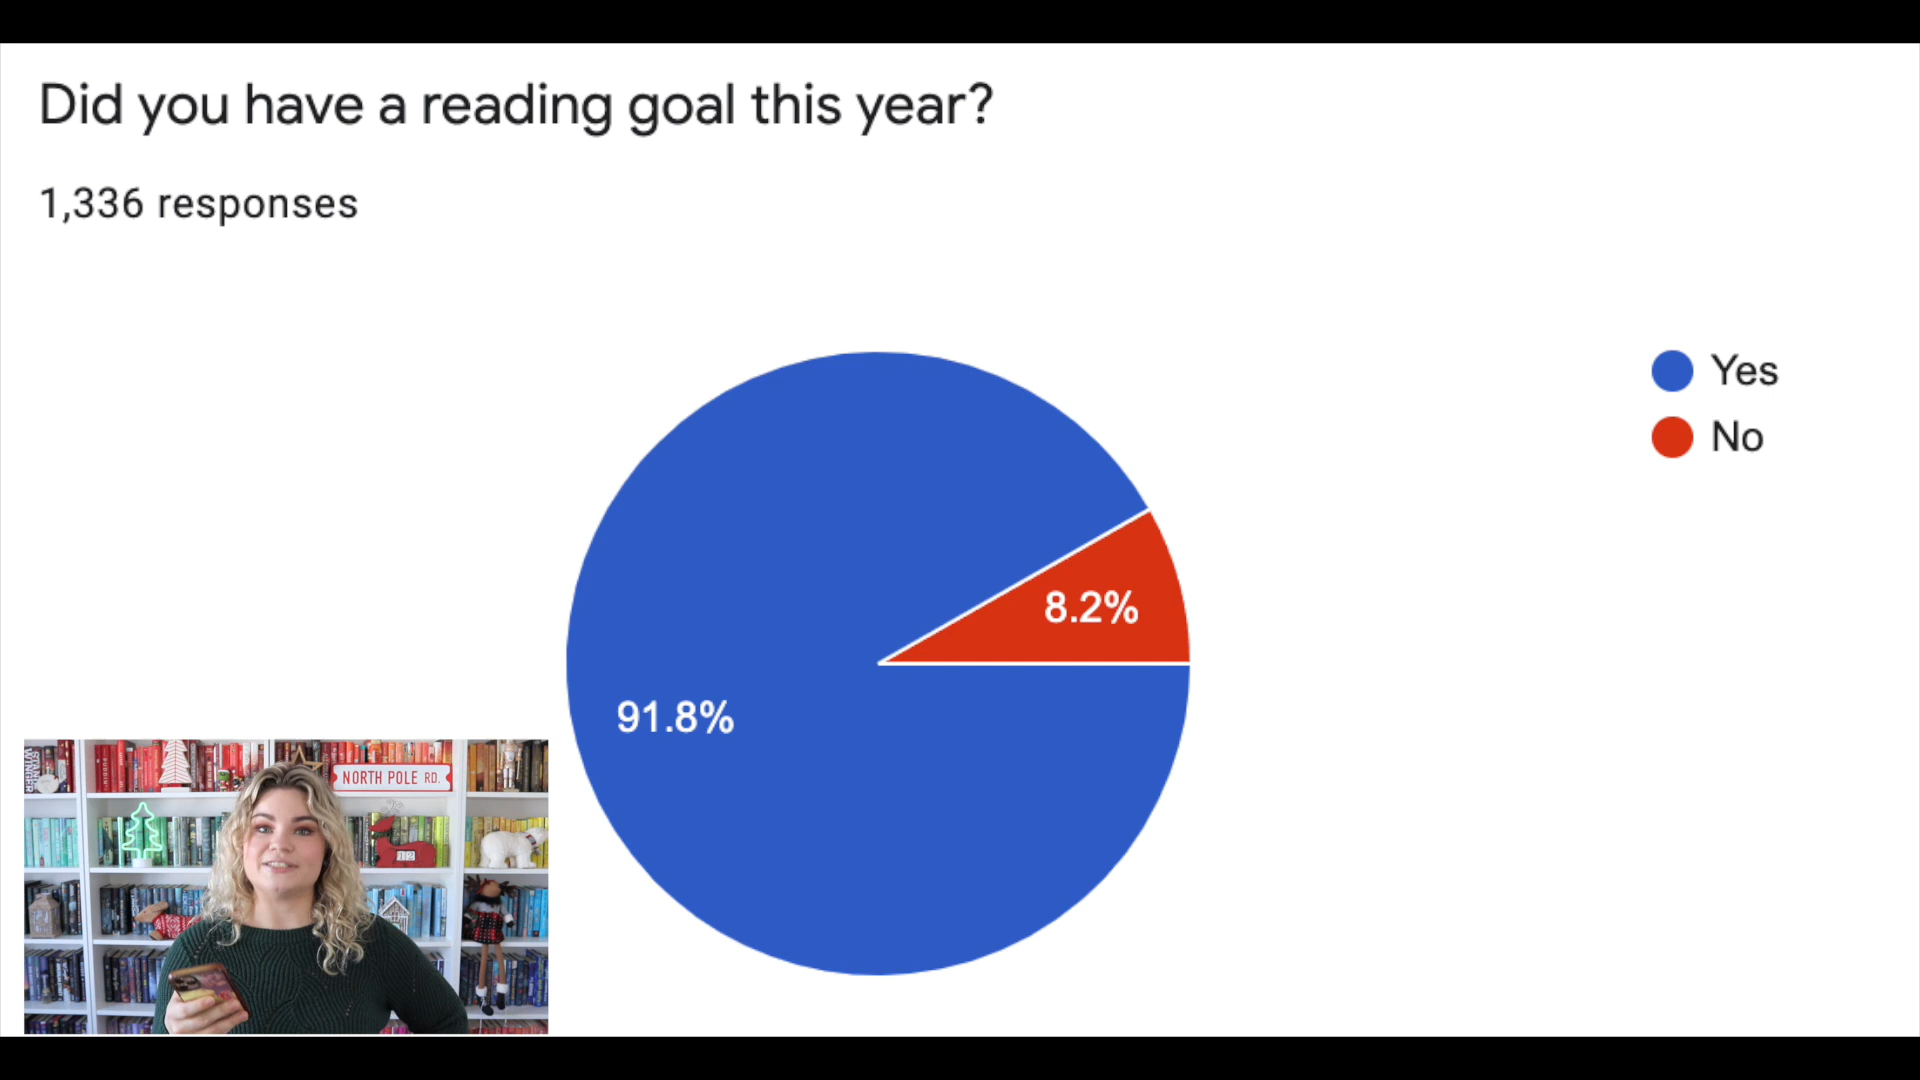 Did you have a reading goal this year?
1,336 responses
Yes
No
8.2%
91.8%
NORTH POLE RD.
12